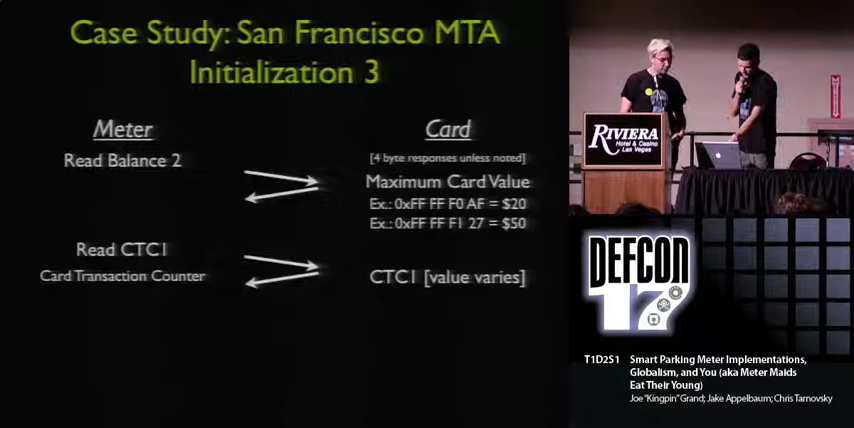 Case Study: San Francisco MTA
Initialization 3
Meter
Card
Read Balance 2
[4 byte responses unless noted]
Maximum Card Value
Ex.: 0xFF FF F0 AF = $20
Ex.: 0xFF FF F1 27 = $50
Read CTC1
Card Transaction Counter
CTC1 [value varies]
RIVIERA
Hotel & Casino
Las Vegas
DEFCON
17
T1D2S1
Smart Parking Meter Implementations,
Globalism, and You (aka Meter Maids
Eat Their Young)
Joe "Kingpin" Grand; Jake Appelbaum; Chris Tarnovsky